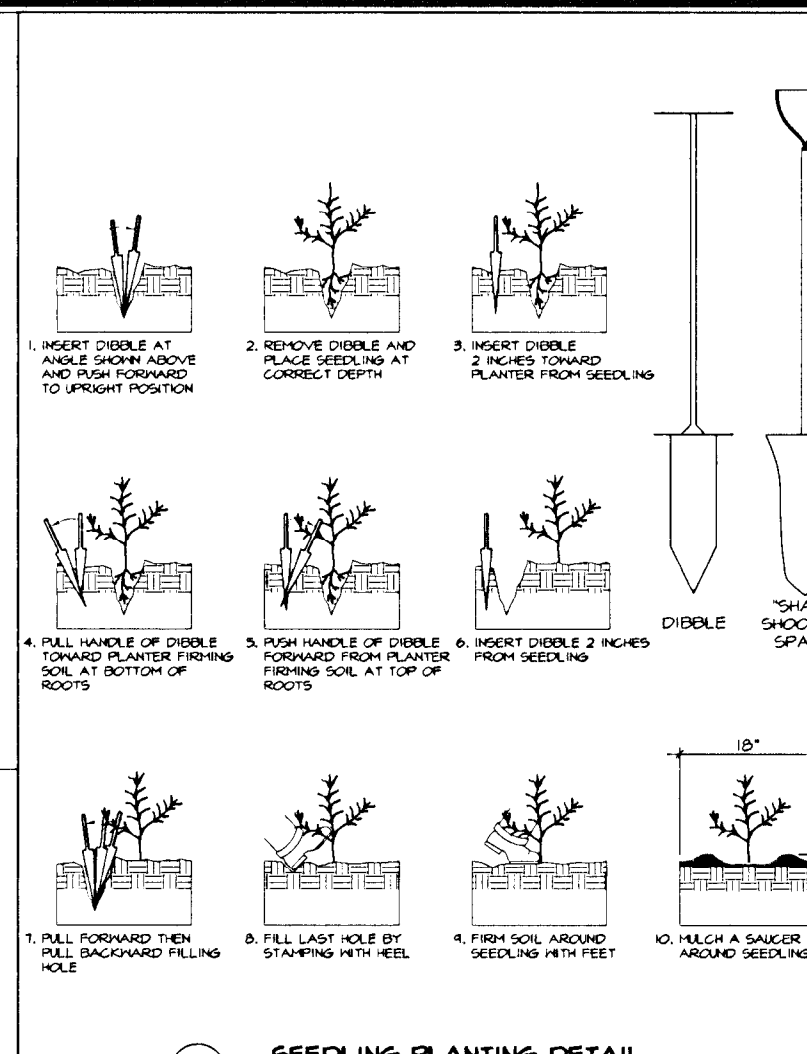 1. INSERT DIBBLE AT
ANGLE SHOWN ABOVE
AND PUSH FORWARD
TO UPRIGHT POSITION
2. REMOVE DIBBLE AND
PLACE SEEDLING AT
CORRECT DEPTH
3. INSERT DIBBLE
2 INCHES TOWARD
PLANTER FROM SEEDLING
4. PULL HANDLE OF DIBBLE
TOWARD PLANTER FIRMING
SOIL AT BOTTOM OF
ROOTS
5. PUSH HANDLE OF DIBBLE
FORWARD FROM PLANTER
FIRMING SOIL AT TOP OF
ROOTS
6. INSERT DIBBLE 2 INCHES
FROM SEEDLING
DIBBLE
7. PULL FORWARD THEN
PULL BACKWARD FILLING
HOLE
8. FILL LAST HOLE BY
STAMPING WITH HEEL
9. FIRM SOIL AROUND
SEEDLING WITH FEET
18"
10. MULCH A SAUCER
AROUND SEEDLING
SEEDLING PLANTING DETAIL